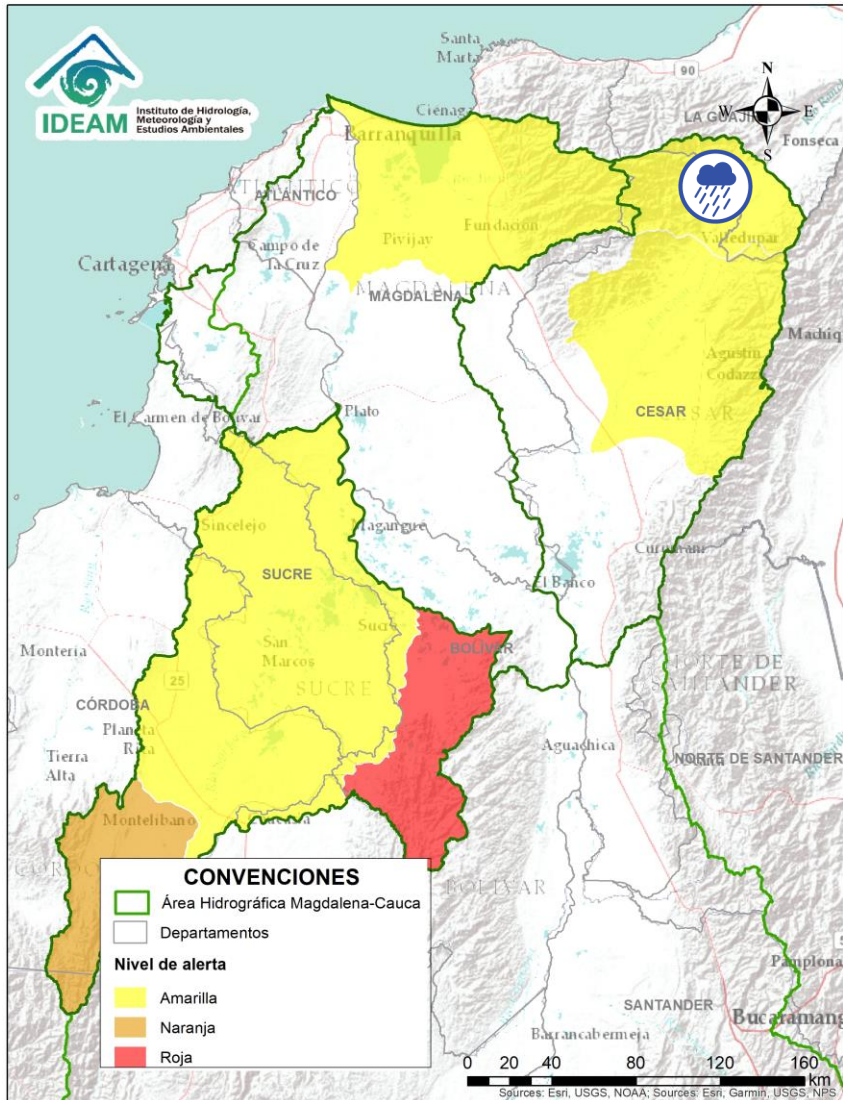 Santa
Marta
90
N
IDEAM
Instituto de Hidrología,
Meteorología y
Estudios Ambientales
Ciénaga
W
E
LA GUAJIRA
S
Fonseca
Barranquilla
ATLÁNTICO
Pivijay
Fundación
Valledupar
Campo de
La Cruz
Cartagena
MAGDALENA
MAGDALENA
Machiq
Agustín
Codazzi
El Carmen de Bolívar
Plato
CESAR
Sincelejo
Magangue
Curumaní
SUCRE
El Banco
Sucre
Montería
San
Marcos
BOLÍVAR
25
SUCRE
NORTE DE
SANTANDER
CÓRDOBA
Planeta
Rica
Aguachica
Tierra
Alta
NORTE DE SANTANDER
Montelibano
BOLÍVAR
CONVENCIONES
Área Hidrográfica Magdalena-Cauca
Departamentos
Nivel de alerta
Amarilla
Naranja
Roja
Pamplona
SANTANDER
Bucaramang
Barrancabermeja
0 20 40 80 120 160
Km
Sources: Esri, USGS, NOAA; Sources: Esri, Garmin, USGS, NPS